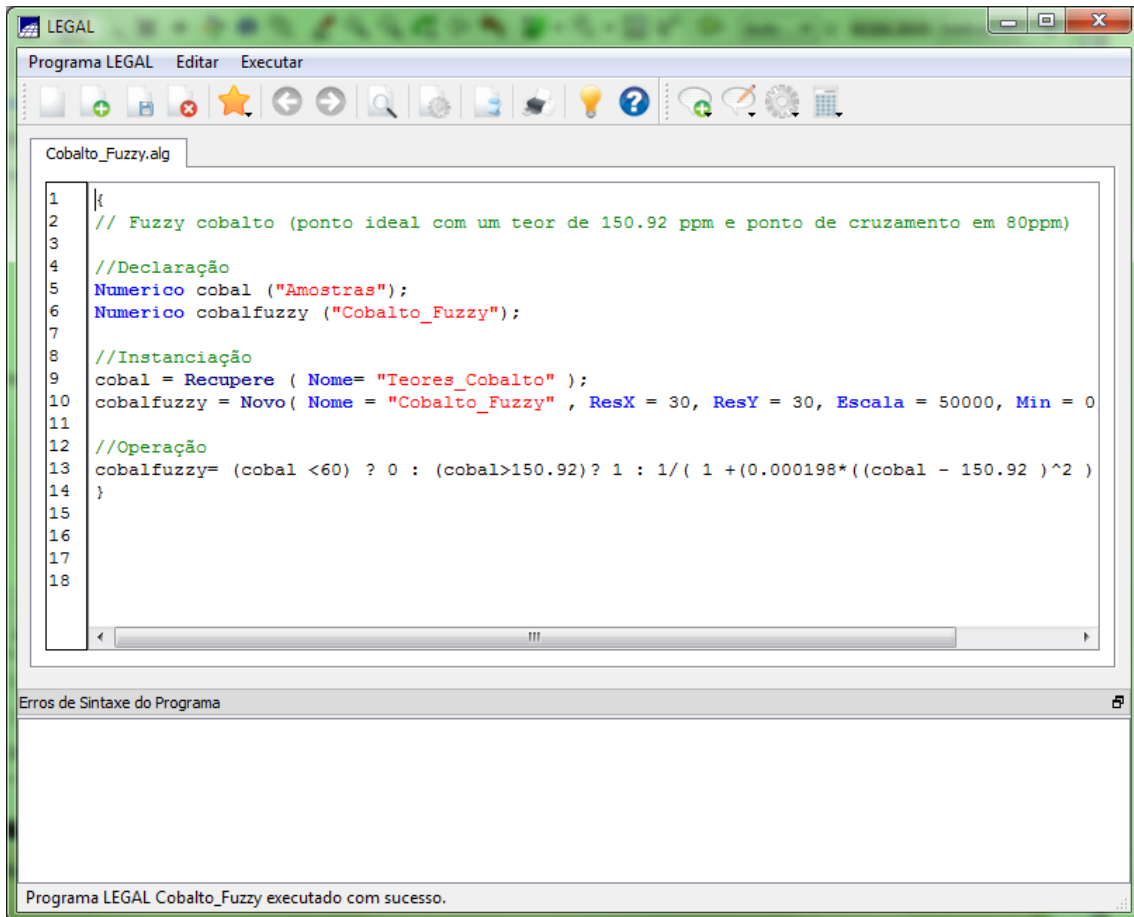 LEGAL
Programa LEGAL Editar Executar
Cobalto_Fuzzy.alg
1 {
2 // Fuzzy cobalto (ponto ideal com um teor de 150.92 ppm e ponto de cruzamento em 80ppm)
3
4 //Declaração
5 Numerico cobal ("Amostras");
6 Numerico cobalfuzzy ("Cobalto_Fuzzy");
7
8 //Instanciação
9 cobal = Recupere ( Nome= "Teores_Cobalto" );
10 cobalfuzzy = Novo( Nome = "Cobalto_Fuzzy" , ResX = 30, ResY = 30, Escala = 50000, Min = 0
11
12 //Operação
13 cobalfuzzy= (cobal <60) ? 0 : (cobal>150.92)? 1 : 1/( 1 +(0.000198*((cobal - 150.92 )^2 )
14 }
15
16
17
18
Erros de Sintaxe do Programa
Programa LEGAL Cobalto_Fuzzy executado com sucesso.